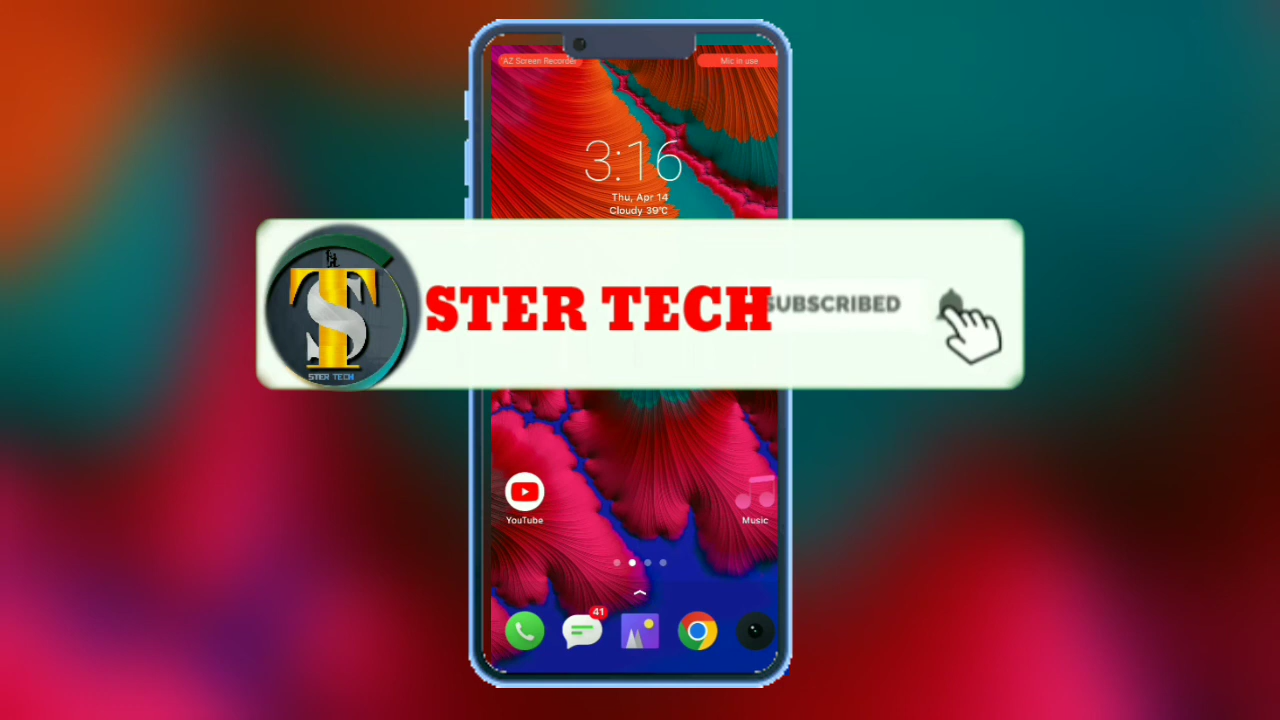 AZ Screen Recorder
Mic in use
3:16
Thu, Apr 14
Cloudy 39°C
STER TECH
SUBSCRIBED
STER TECH
YouTube
Music
41